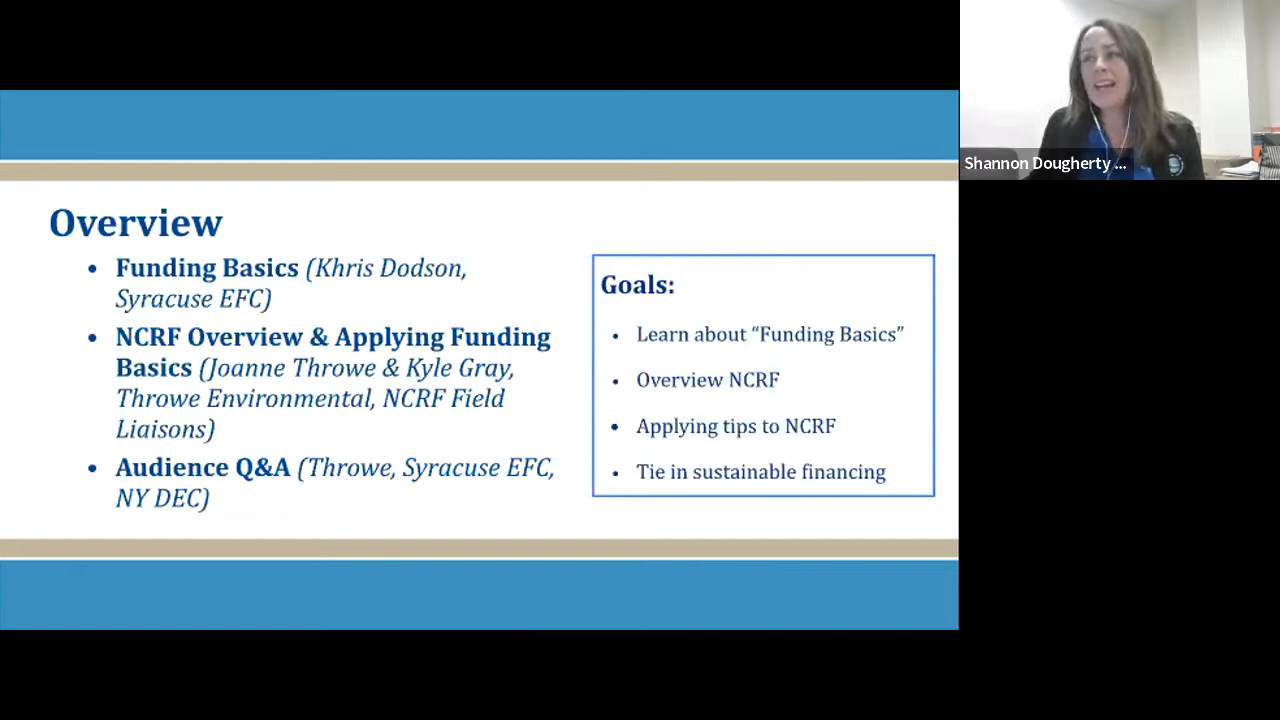 Overview
• Funding Basics (Khris Dodson,
Syracuse EFC)
• NCRF Overview & Applying Funding
Basics (Joanne Throwe & Kyle Gray,
Throwe Environmental, NCRF Field
Liaisons)
• Audience Q&A (Throwe, Syracuse EFC,
NY DEC)
Goals:
• Learn about “Funding Basics”
• Overview NCRF
• Applying tips to NCRF
• Tie in sustainable financing
Shannon Dougherty ...